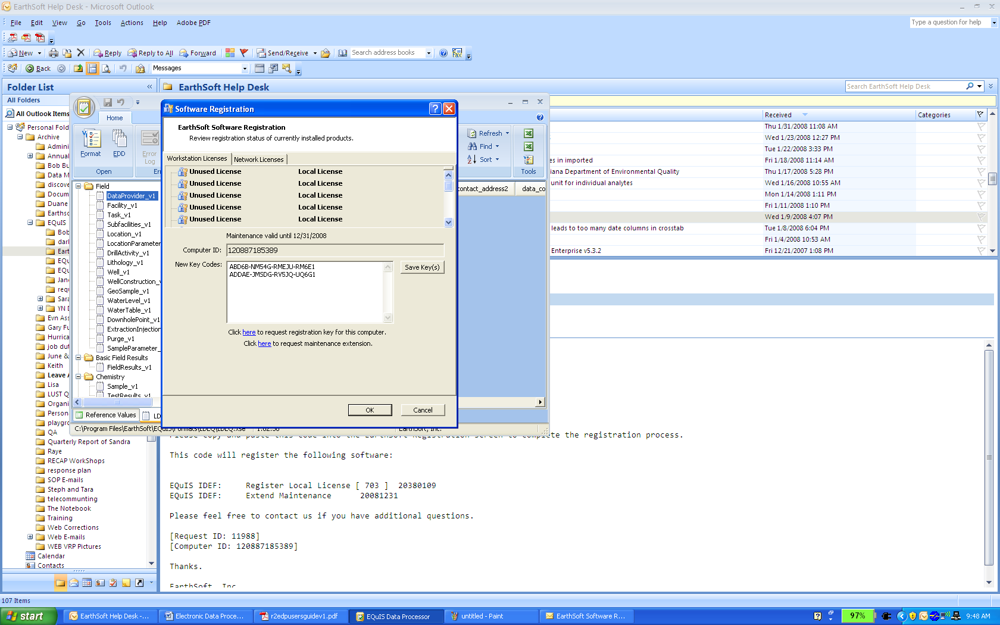 EarthSoft Help Desk - Microsoft Outlook
File Edit View Go Tools Actions Help Adobe PDF
Type a question for help
New Reply Reply to All Forward Send/Receive Search address books
Back Messages
Folder List «
EarthSoft Help Desk
Search EarthSoft Help Desk
All Folders
All Outlook Items
Personal Fold
Archive
Admini
Annual
Bob Bu
Data M
discove
Docum
Duane
Earthso
EQuIS
Bob
dar
Eart
EQu
EQu
Jane
requ
Sara
YN D
Evn Ass
Gary Fu
Hurrica
job dut
June &
Keith
Leave A
Lisa
LUST Q
Organi
Person
playgro
QA
Quarterly Report of Sandra
Raye
RECAP WorkShops
response plan
SOP E-mails
Steph and Tara
telecommunting
The Notebook
Training
Web Corrections
Web E-mails
WEB VRP Pictures
Calendar
Contacts
107 Items
Home
Format EDD Error Log
Open Err
Refresh
Find
Sort
Tools
Field
DataProvider_v1
Facility_v1
Task_v1
Subfacilities_v1
Location_v1
LocationParameter
DrillActivity_v1
Lithology_v1
Well_v1
WellConstruction_v
GeoSample_v1
WaterLevel_v1
WaterTable_v1
DownholePoint_v1
ExtractionInjection
Purge_v1
SampleParameter_
Basic Field Results
FieldResults_v1
Chemistry
Sample_v1
TestResults_v1
Reference Values LD
C:\Program Files\EarthSoft\EQuIS\Formats\LDEQ\LDEQ.xse
EarthSoft, Inc.
contact_address2 data_co
Software Registration
EarthSoft Software Registration
Review registration status of currently installed products.
Workstation Licenses Network Licenses
Unused License Local License
Unused License Local License
Unused License Local License
Unused License Local License
Unused License Local License
Maintenance valid until 12/31/2008
Computer ID: 120887185389
New Key Codes: ABD6B-NM54G-RMEJU-RM6E1
ADDAE-JMSDG-RV5JQ-UQ6G1
Save Key(s)
Click here to request registration key for this computer.
Click here to request maintenance extension.
OK Cancel
Received Categories
Thu 1/31/2008 11:08 AM
Wed 1/23/2008 12:27 PM
Tue 1/22/2008 3:33 PM
es in imported Fri 1/18/2008 11:14 AM
iana Department of Environmental Quality Thu 1/17/2008 5:28 PM
unit for individual analytes Wed 1/16/2008 10:55 AM
Mon 1/14/2008 1:11 PM
Fri 1/11/2008 1:10 PM
Wed 1/9/2008 4:07 PM
leads to too many date columns in crosstab Tue 1/8/2008 6:04 PM
Fri 1/4/2008 10:53 AM
Enterprise v5.3.2 Fri 12/21/2007 1:08 PM
Please copy and paste this code into the EarthSoft Registration screen to complete the registration process.
This code will register the following software:
EQuIS IDEF: Register Local License [ 703 ] 20380109
EQuIS IDEF: Extend Maintenance 20081231
Please feel free to contact us if you have additional questions.
[Request ID: 11988]
[Computer ID: 120887185389]
Thanks.
EarthSoft, Inc
start EarthSoft Help Desk -... Electronic Data Proce... r2edpusersguidev1.pdf EQuIS Data Processor untitled - Paint EarthSoft Software R... 97% 9:48 AM